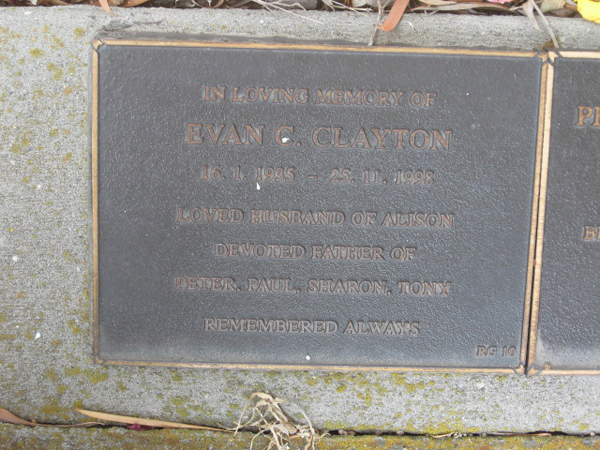 IN LOVING MEMORY OF
EVAN C. CLAYTON
16. 1. 1935 – 25. 11. 1998
LOVED HUSBAND OF ALISON
DEVOTED FATHER OF
PETER, PAUL, SHARON, TONY
REMEMBERED ALWAYS
RG 10